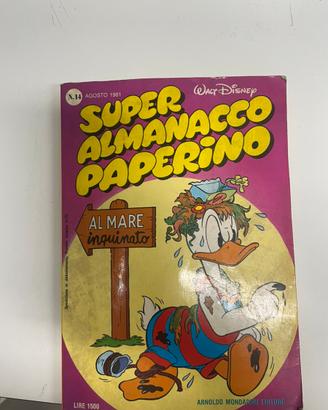 N.14 AGOSTO 1981
WALT DISNEY
SUPER
ALMANACCO
PAPERINO
AL MARE
inquinato
LIRE 1500
ARNOLDO MONDADORI EDITORE